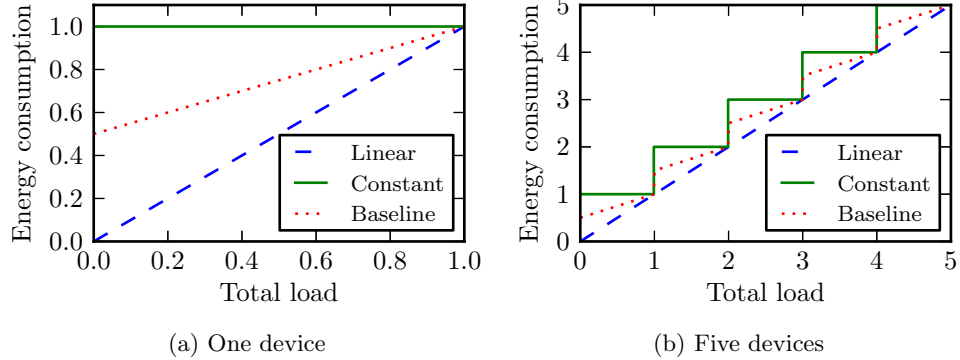 Energy consumption
1.0
0.8
0.6
0.4
0.2
0.0
0.0 0.2 0.4 0.6 0.8 1.0
Total load
Linear
Constant
Baseline
(a) One device
Energy consumption
5
4
3
2
1
0
0 1 2 3 4 5
Total load
Linear
Constant
Baseline
(b) Five devices